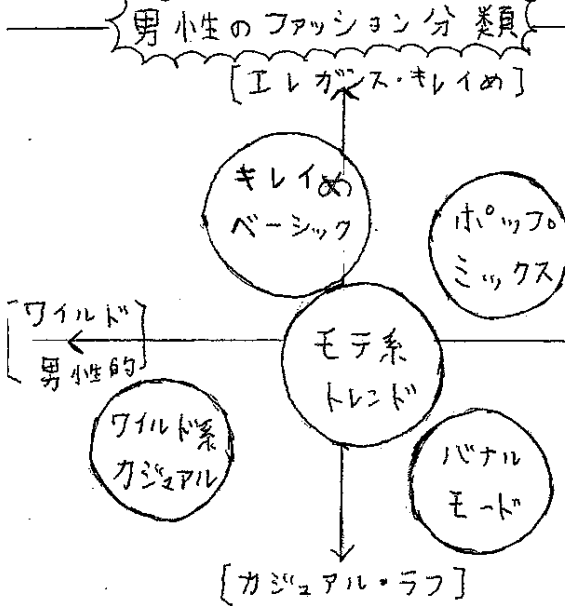 男性のファッション分類
[エレガンス・キレイめ]
キレイめ
ベーシック
ポップ
ミックス
[ワイルド
男性的]
モテ系
トレンド
ワイルド系
カジュアル
バナル
モード
[カジュアル・ラフ]